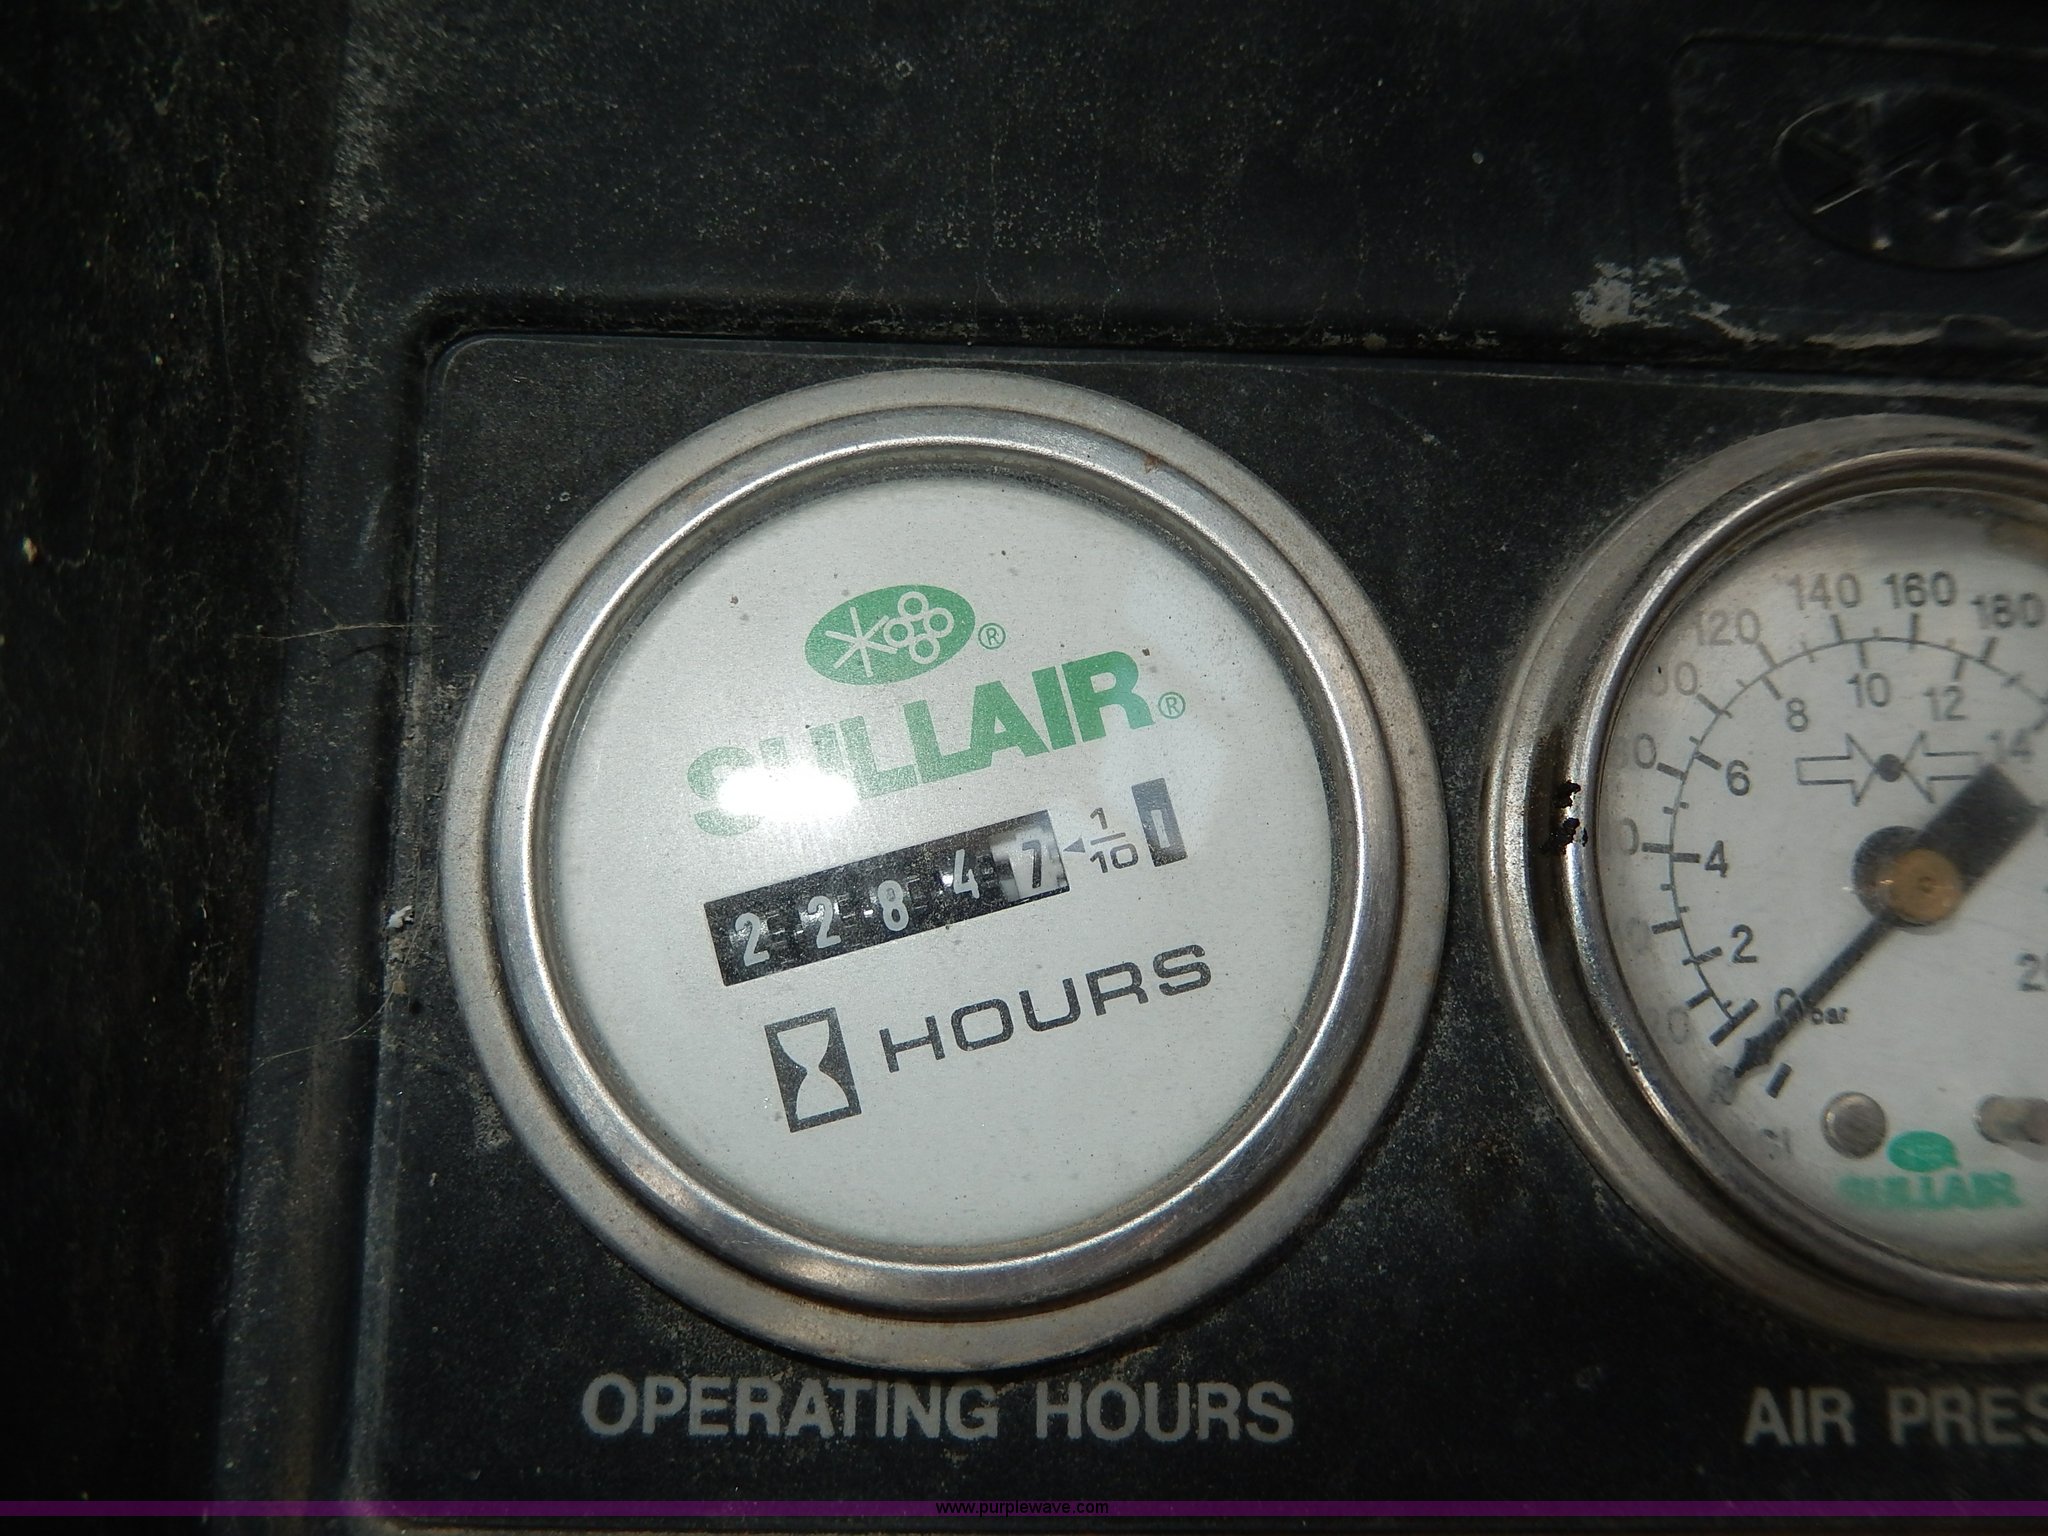 SULLAIR®
®
2 2 8 4 7
1/10
HOURS
OPERATING HOURS
120 140 160 180
2 4 6 8 10 12 14
bar
SULLAIR
AIR PRES
www.purplewave.com